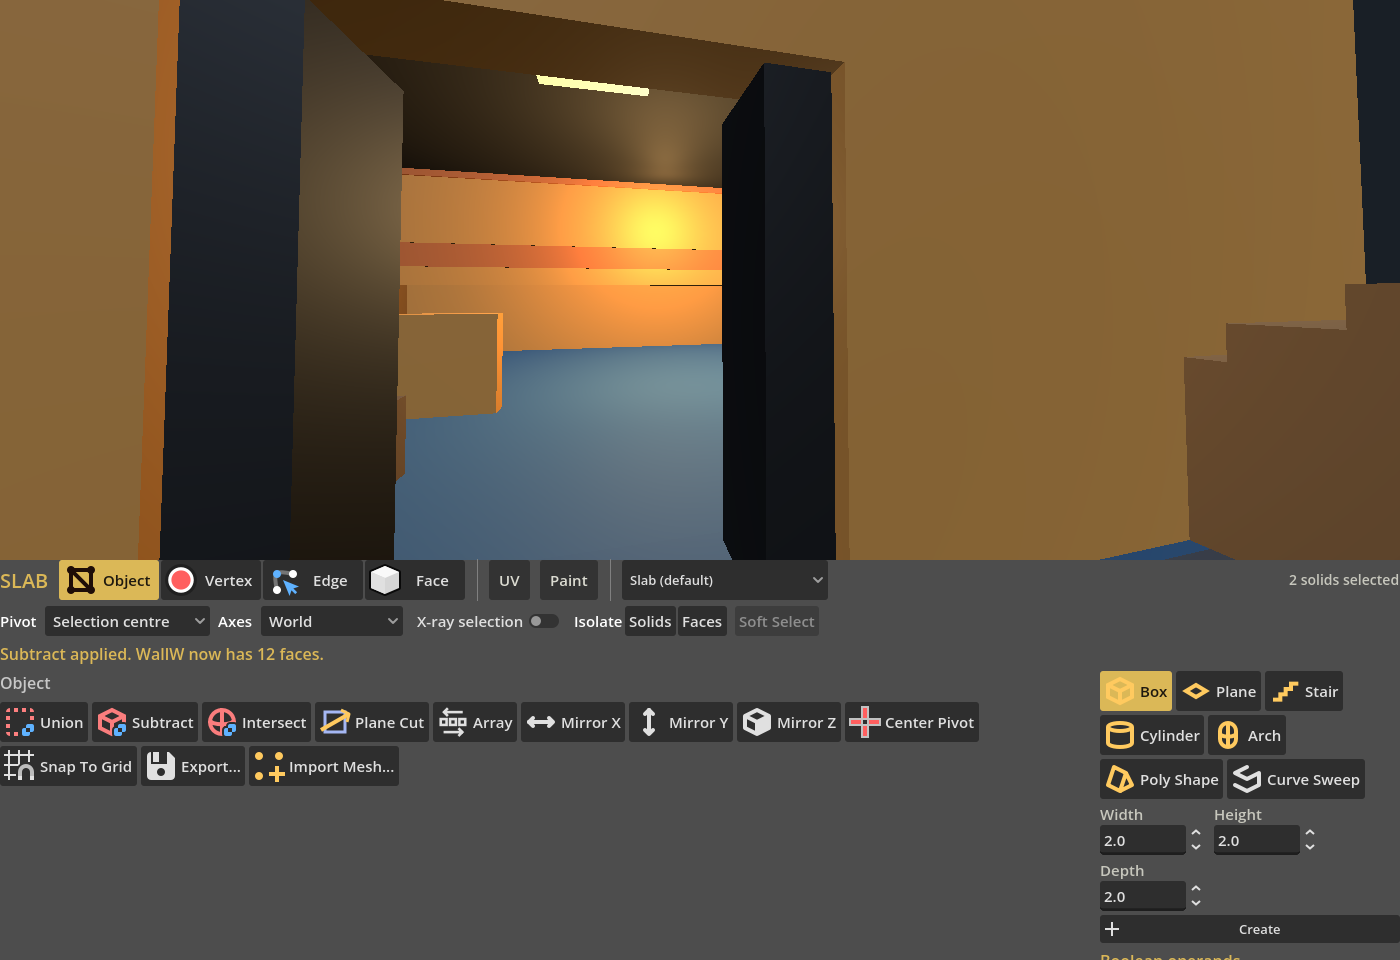 SLAB Object Vertex Edge Face UV Paint Slab (default) 2 solids selected
Pivot Selection centre Axes World X-ray selection Isolate Solids Faces Soft Select
Subtract applied. WallW now has 12 faces.
Object
Union Subtract Intersect Plane Cut Array Mirror X Mirror Y Mirror Z Center Pivot
Snap To Grid Export... Import Mesh...
Box Plane Stair
Cylinder Arch
Poly Shape Curve Sweep
Width Height
2.0 2.0
Depth
2.0
Create
Boolean operands